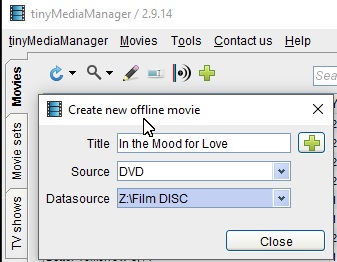 tinyMediaManager / 2.9.14
tinyMediaManager Movies Tools Contact us Help
Movies
Movie sets
TV shows
Sea
Create new offline movie
Title In the Mood for Love
Source DVD
Datasource Z:\Film DISC
Close